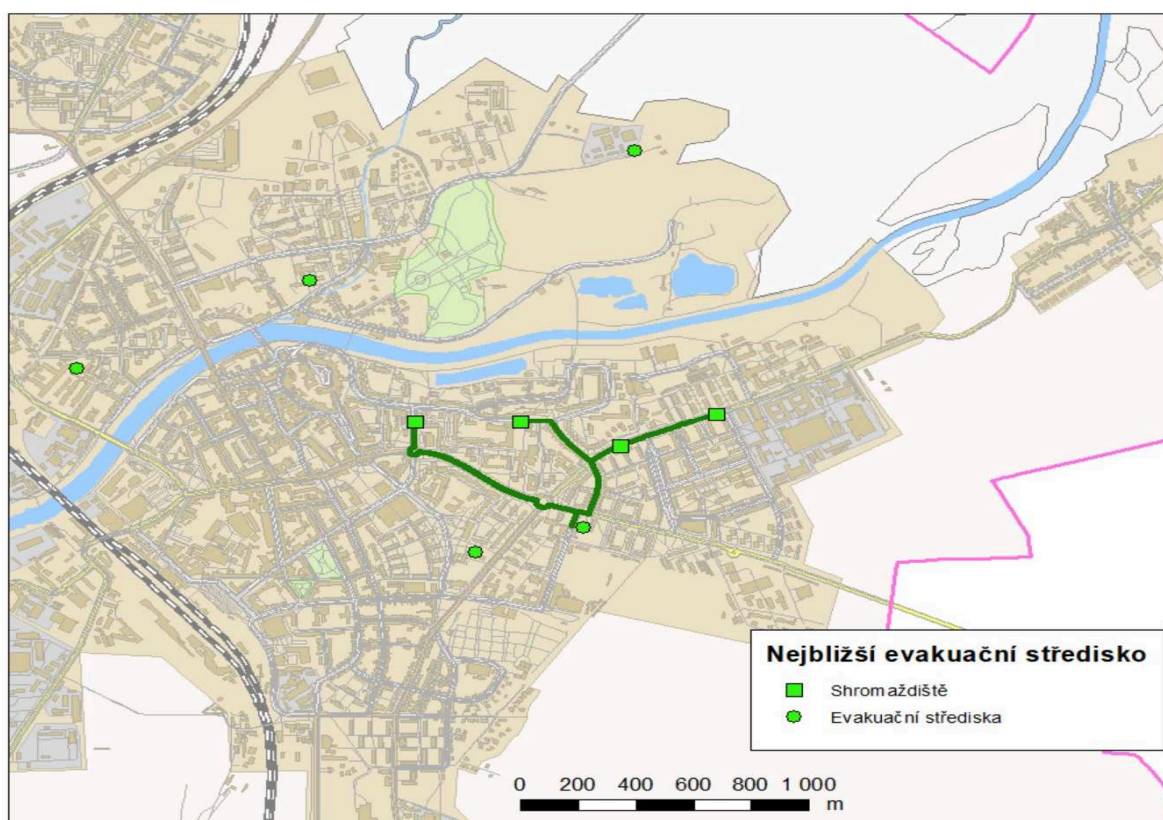 Nejbližší evakuační středisko
Shromaždiště
Evakuační střediska
0 200 400 600 800 1 000
m